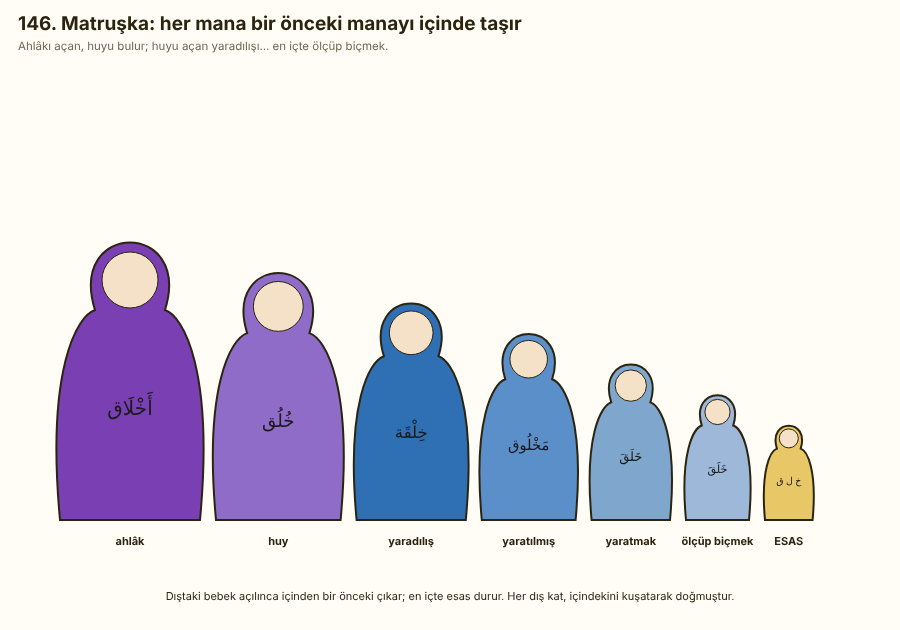 146. Matruşka: her mana bir önceki manayı içinde taşır
Ahlâkı açan, huyu bulur; huyu açan yaradılışı... en içte ölçüp biçmek.
أَخْلَاق
خُلُق
خِلْقَة
مَخْلُوق
خَلَقَ
خَلَقَ
خ ل ق
ahlâk
huy
yaradılış
yaratılmış
yaratmak
ölçüp biçmek
ESAS
Dıştaki bebek açılınca içinden bir önceki çıkar; en içte esas durur. Her dış kat, içindekini kuşatarak doğmuştur.